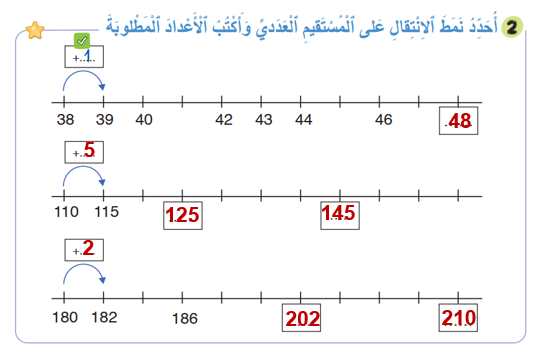 2 أُحَدِّدُ نَمَطَ ٱلِٱنْتِقالِ عَلى ٱلْمُسْتَقيمِ ٱلْعَدَديِّ وَأَكْتُبُ ٱلْأَعْدادَ ٱلْمَطْلوبَةَ
+1
38 39 40 42 43 44 46 48
+5
110 115 125 145
+2
180 182 186 202 210